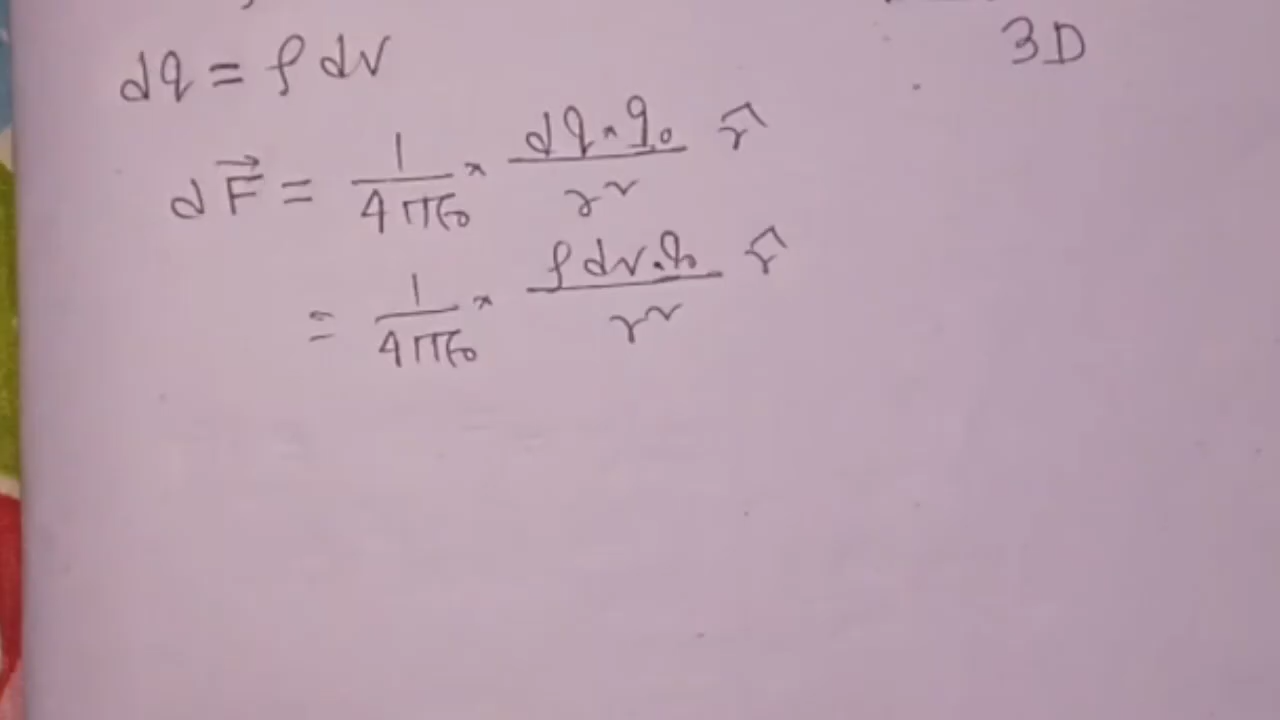 3D
dq = ρ dv
dF⃗ = 1/4πϵ₀ × dq · q₀/r² r̂
= 1/4πϵ₀ × ρ dv · q₀/r² r̂